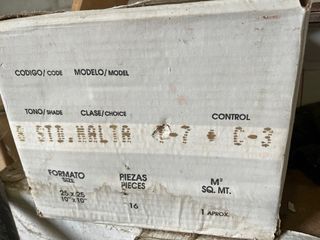 CODIGO/CODE MODELO/MODEL
TONO/SHADE CLASE/CHOICE CONTROL
STD. MALTA -7 * C-3
FORMATO PIEZAS M²
SIZE PIECES SQ. MT.
25 x 25
10" x 10" 16 1 APROX.